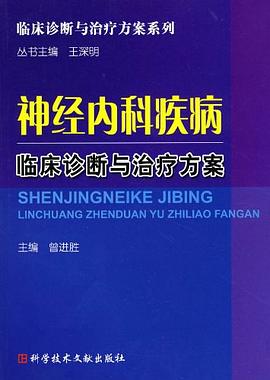 临床诊断与治疗方案系列
丛书主编 王深明
神经内科疾病
临床诊断与治疗方案
SHENJINGNEIKE JIBING
LINCHUANG ZHENDUAN YU ZHILIAO FANGAN
主编 曾进胜
科学技术文献出版社